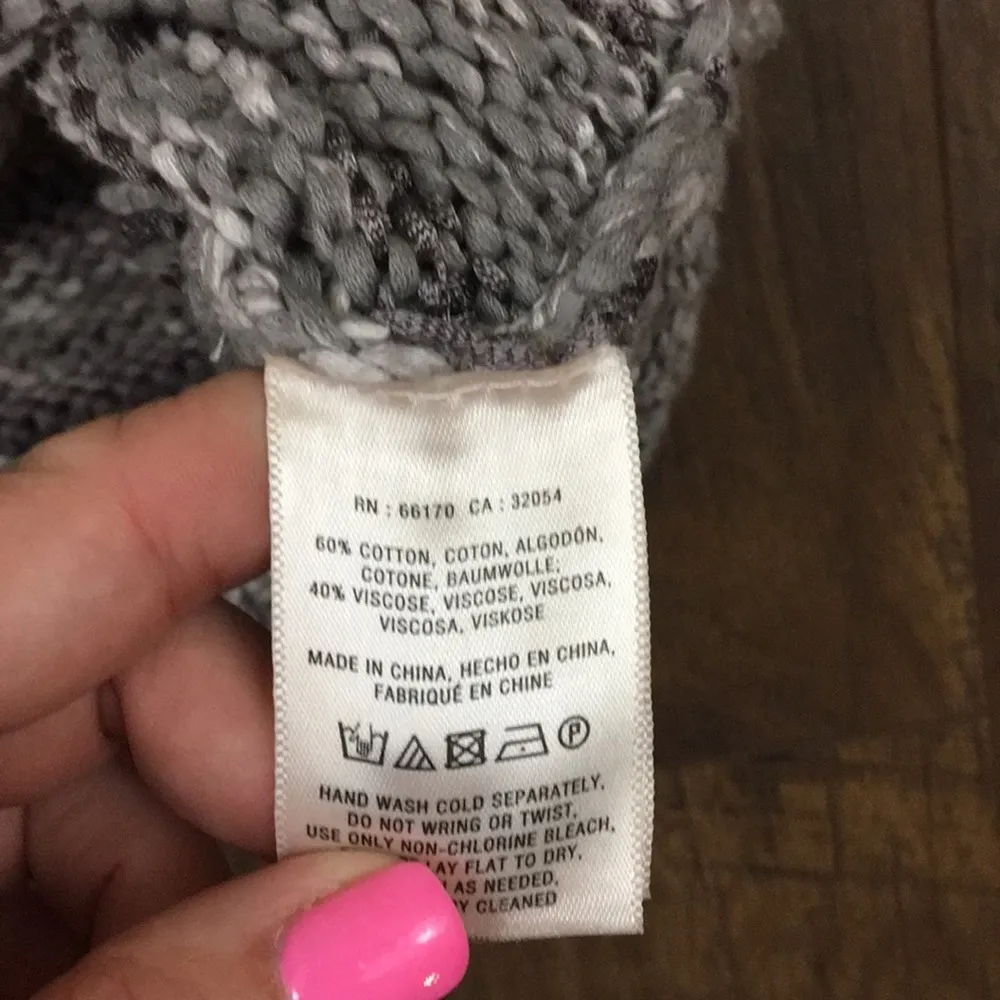 RN : 66170 CA : 32054
60% COTTON, COTON, ALGODÓN,
COTONE, BAUMWOLLE;
40% VISCOSE, VISCOSE, VISCOSA,
VISCOSA, VISKOSE
MADE IN CHINA, HECHO EN CHINA,
FABRIQUÉ EN CHINE
P
HAND WASH COLD SEPARATELY,
DO NOT WRING OR TWIST,
USE ONLY NON-CHLORINE BLEACH,
LAY FLAT TO DRY,
AS NEEDED,
CLEANED